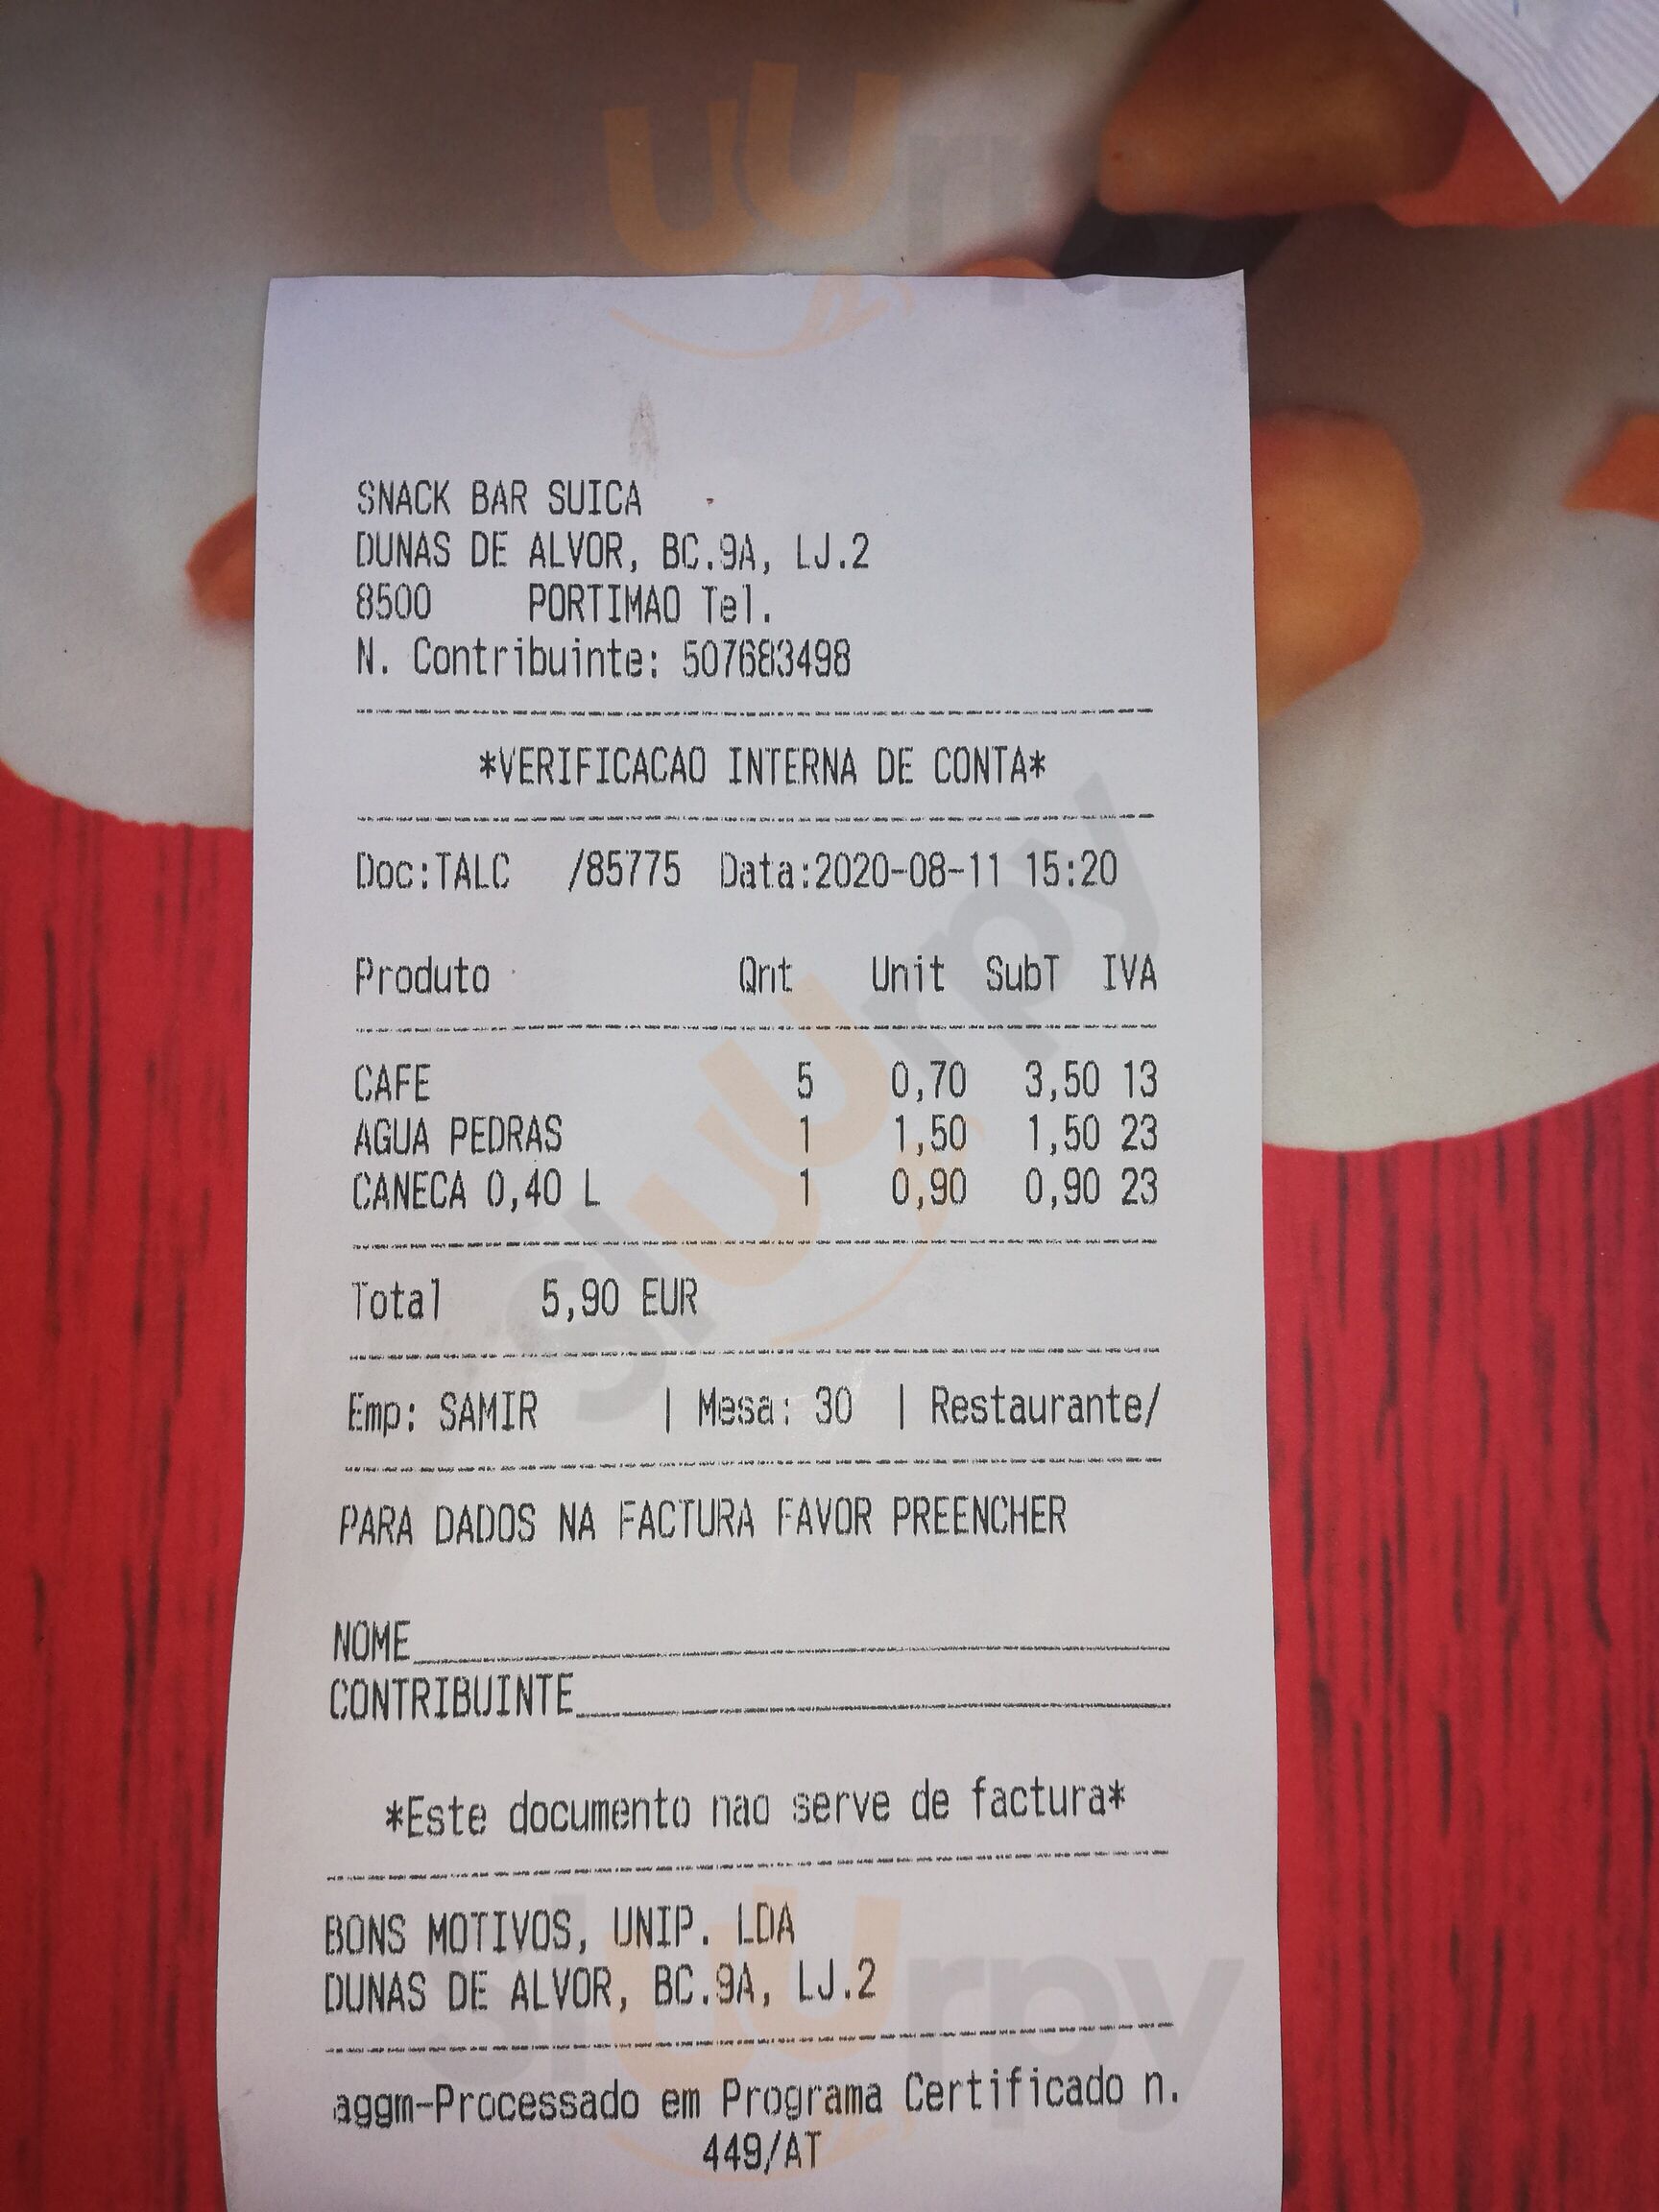 SNACK BAR SUICA
DUNAS DE ALVOR, BC.9A, LJ.2
8500 PORTIMAO Tel.
N. Contribuinte: 507683498
*VERIFICACAO INTERNA DE CONTA*
Doc:TALC /85775 Data:2020-08-11 15:20
Produto Qnt Unit SubT IVA
CAFE 5 0,70 3,50 13
AGUA PEDRAS 1 1,50 1,50 23
CANECA 0,40 L 1 0,90 0,90 23
Total 5,90 EUR
Emp: SAMIR | Mesa: 30 | Restaurante/
PARA DADOS NA FACTURA FAVOR PREENCHER
NOME
CONTRIBUINTE
*Este documento nao serve de factura*
BONS MOTIVOS, UNIP. LDA
DUNAS DE ALVOR, BC.9A, LJ.2
aggm-Processado em Programa Certificado n.
449/AT
sluurpy
sluurpy
sluurpy